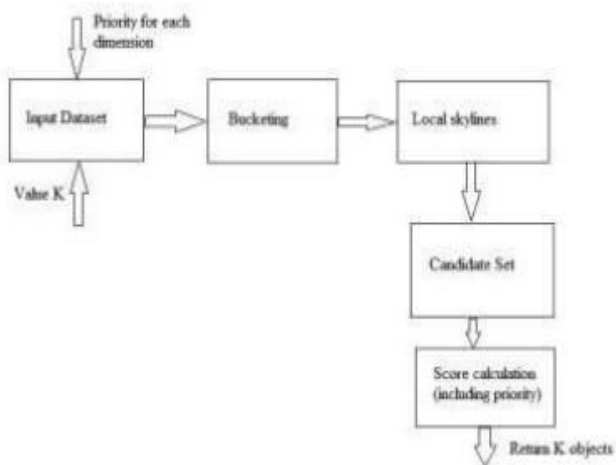 Priority for each
dimension
Input Dataset
Bucketing
Local skylines
Value K
Candidate Set
Score calculation
(including priority)
Return K objects